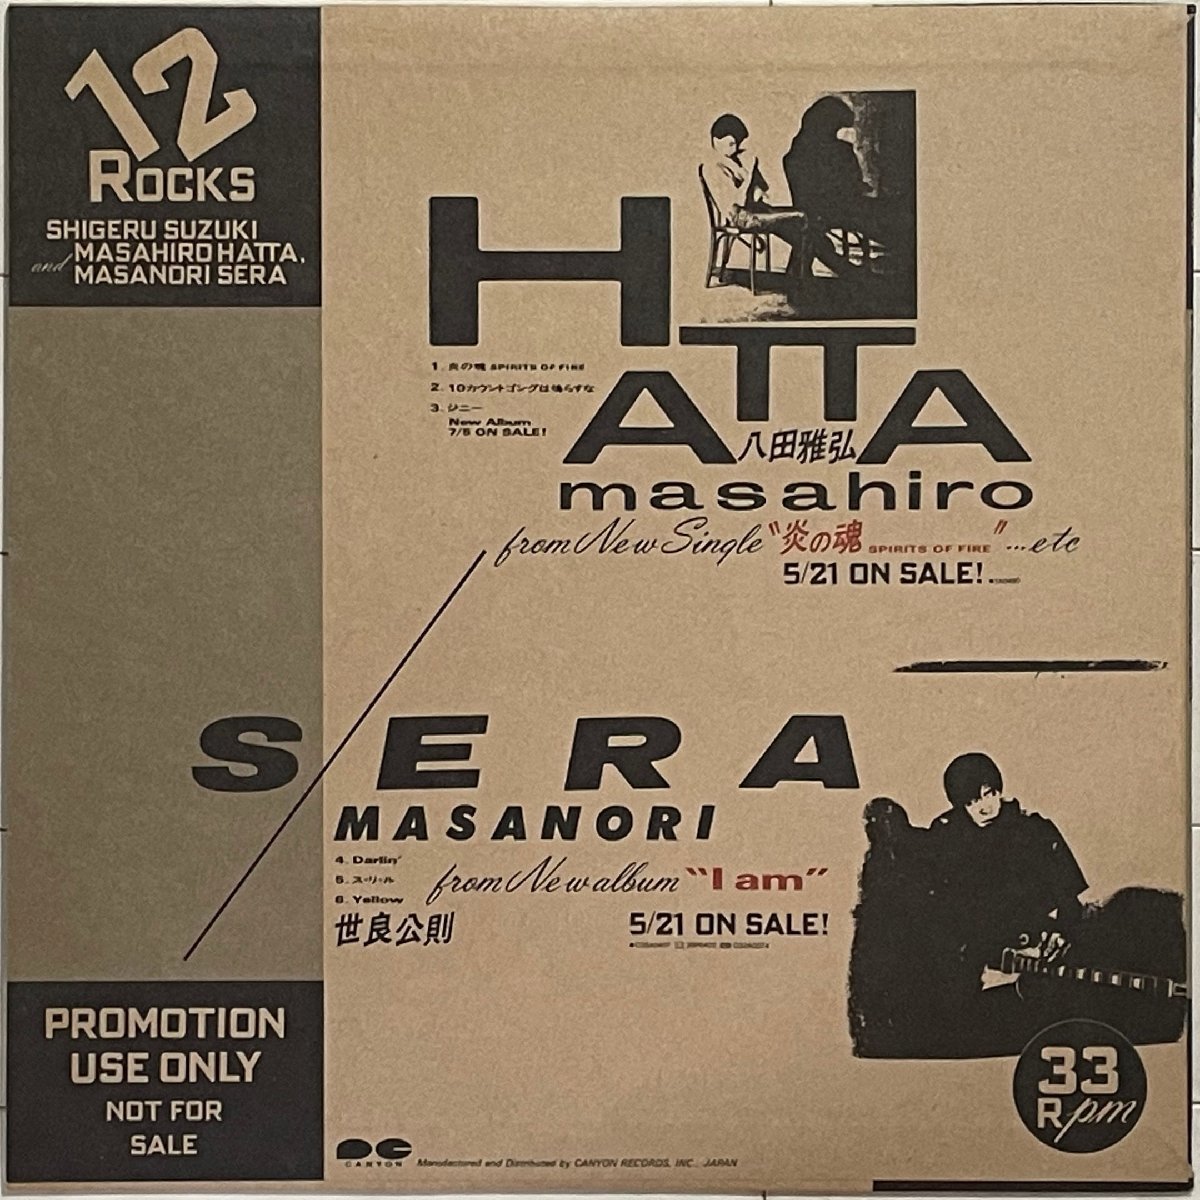 12
ROCKS
SHIGERU SUZUKI
MASAHIRO HATTA,
and MASANORI SERA
HATTA
1. 炎の魂 SPIRITS OF FIRE
2. 10カウントゴングは鳴らすな
3. ジニー
New Album
7/5 ON SALE!
八田雅弘
masahiro
from New Single "炎の魂 SPIRITS OF FIRE" ...etc
5/21 ON SALE!
SERA
MASANORI
4. Darlin'
5. ス・リ・ル
6. Yellow
from New album "I am"
世良公則
5/21 ON SALE!
PROMOTION
USE ONLY
NOT FOR
SALE
33
Rpm
CANYON
Manufactured and Distributed by CANYON RECORDS, INC., JAPAN